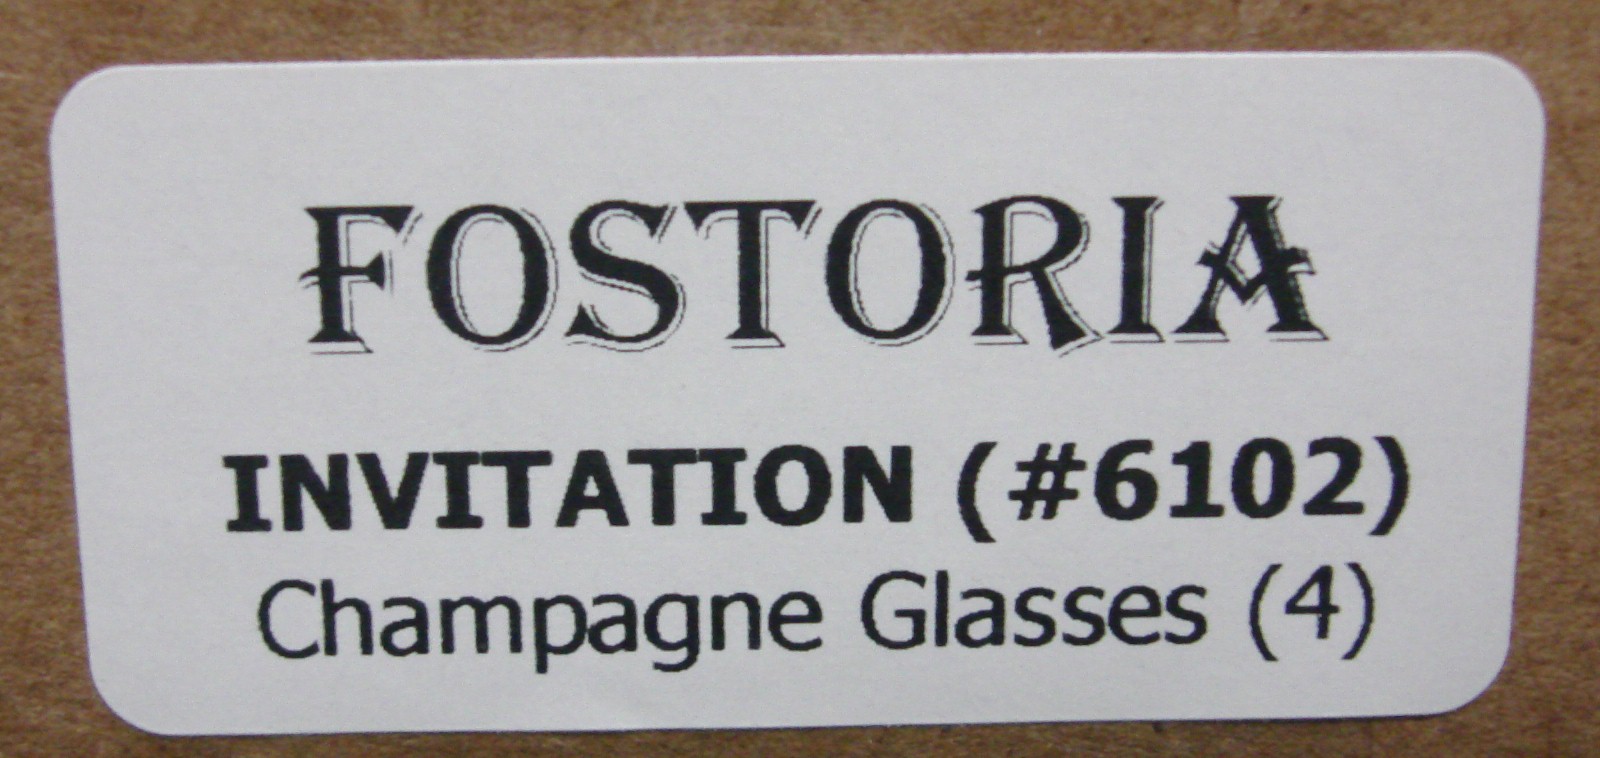 FOSTORIA
INVITATION (#6102)
Champagne Glasses (4)